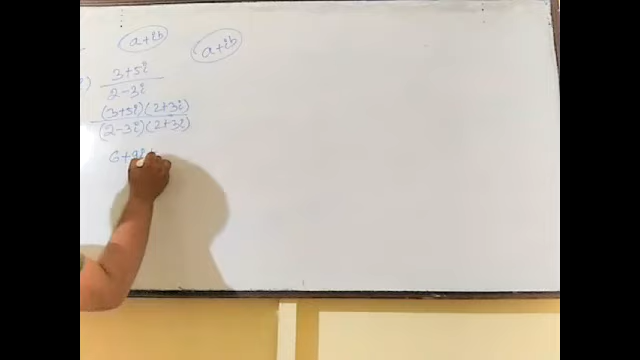 a+ib
a+ib
) 3+5i
2-3i
(3+5i)(2+3i)
(2-3i)(2+3i)
6+9i+